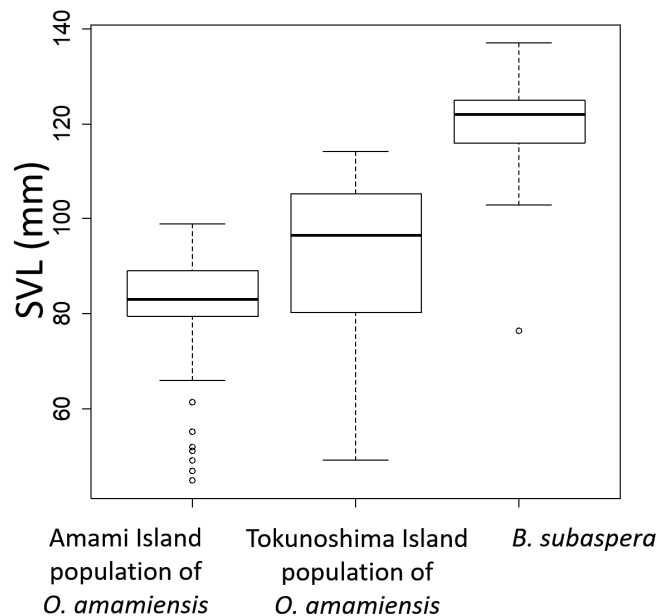 140
120
100
80
60
SVL (mm)
Amami Island
population of
O. amamiensis
Tokunoshima Island
population of
O. amamiensis
B. subaspera